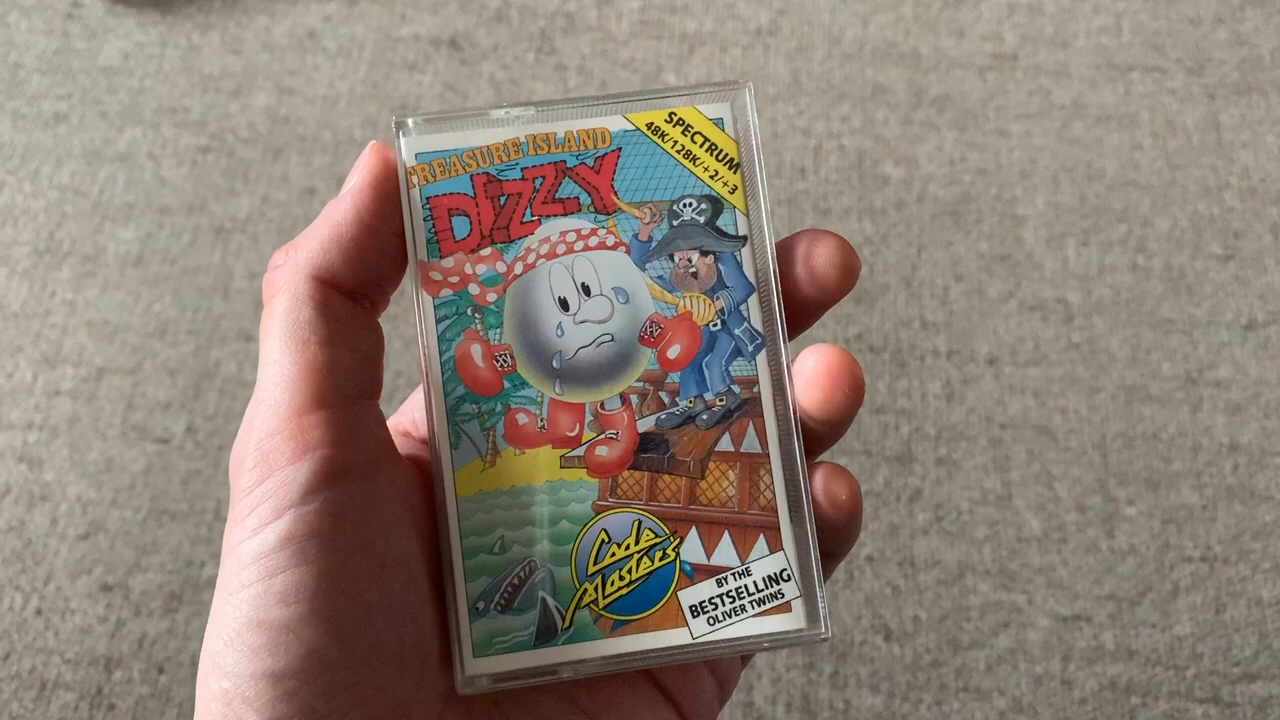 TREASURE ISLAND
DIZZY
SPECTRUM
48K/128K/+2/+3
Code
Masters
BY THE
BESTSELLING
OLIVER TWINS